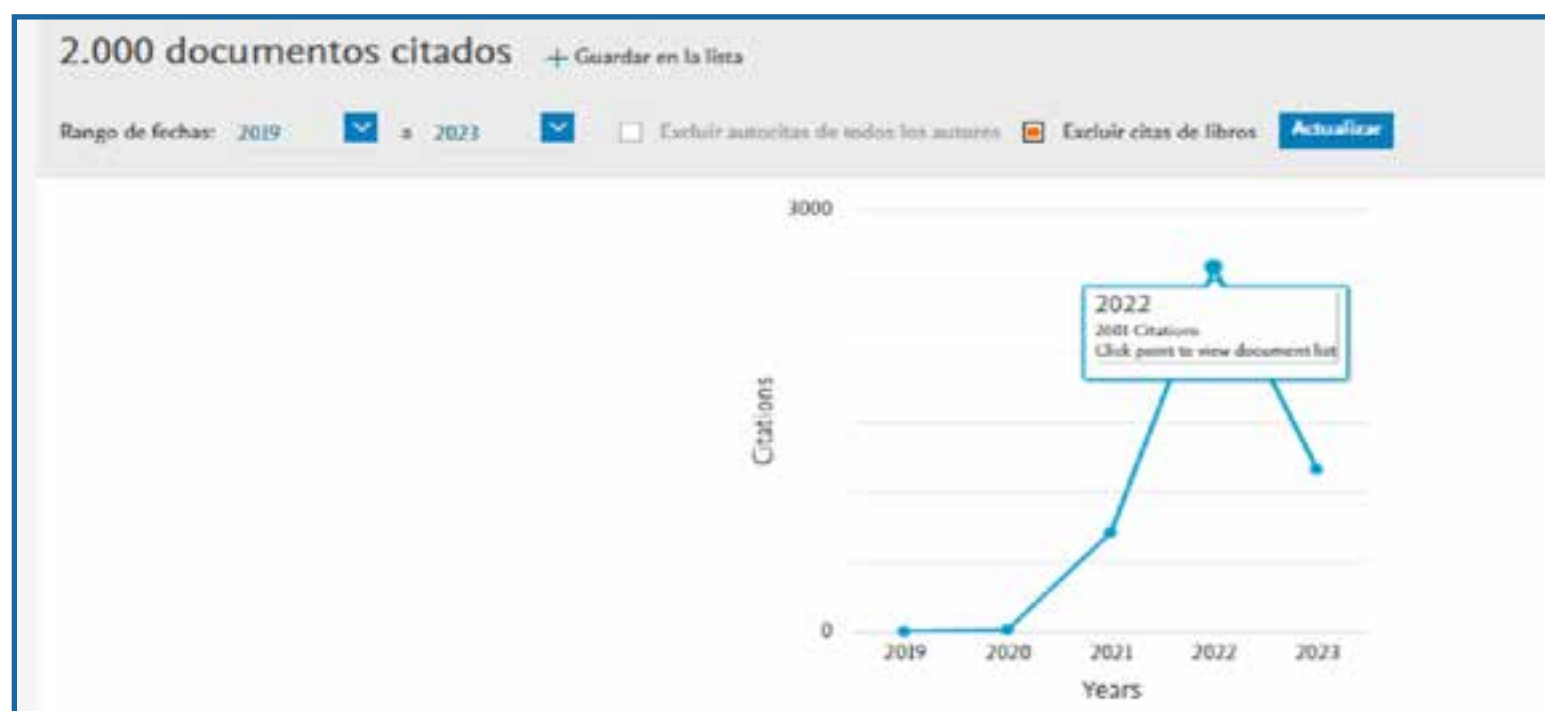 2.000 documentos citados + Guardar en la lista
Rango de fechas: 2019 a 2023 Excluir autocitas de todos los autores Excluir citas de libros Actualizar
3000
2022
2601 Citations
Click point to view document list
Citations
0
2019 2020 2021 2022 2023
Years